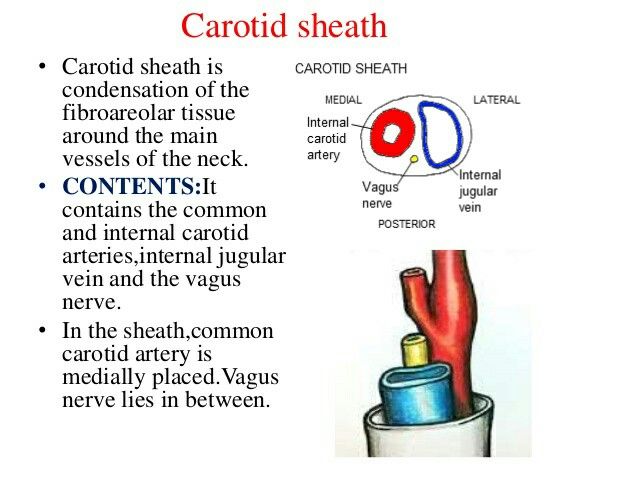 Carotid sheath
• Carotid sheath is
condensation of the
fibroareolar tissue
around the main
vessels of the neck.
• CONTENTS:It
contains the common
and internal carotid
arteries,internal jugular
vein and the vagus
nerve.
• In the sheath,common
carotid artery is
medially placed.Vagus
nerve lies in between.
CAROTID SHEATH
MEDIAL
LATERAL
Internal
carotid
artery
Vagus
nerve
Internal
jugular
vein
POSTERIOR